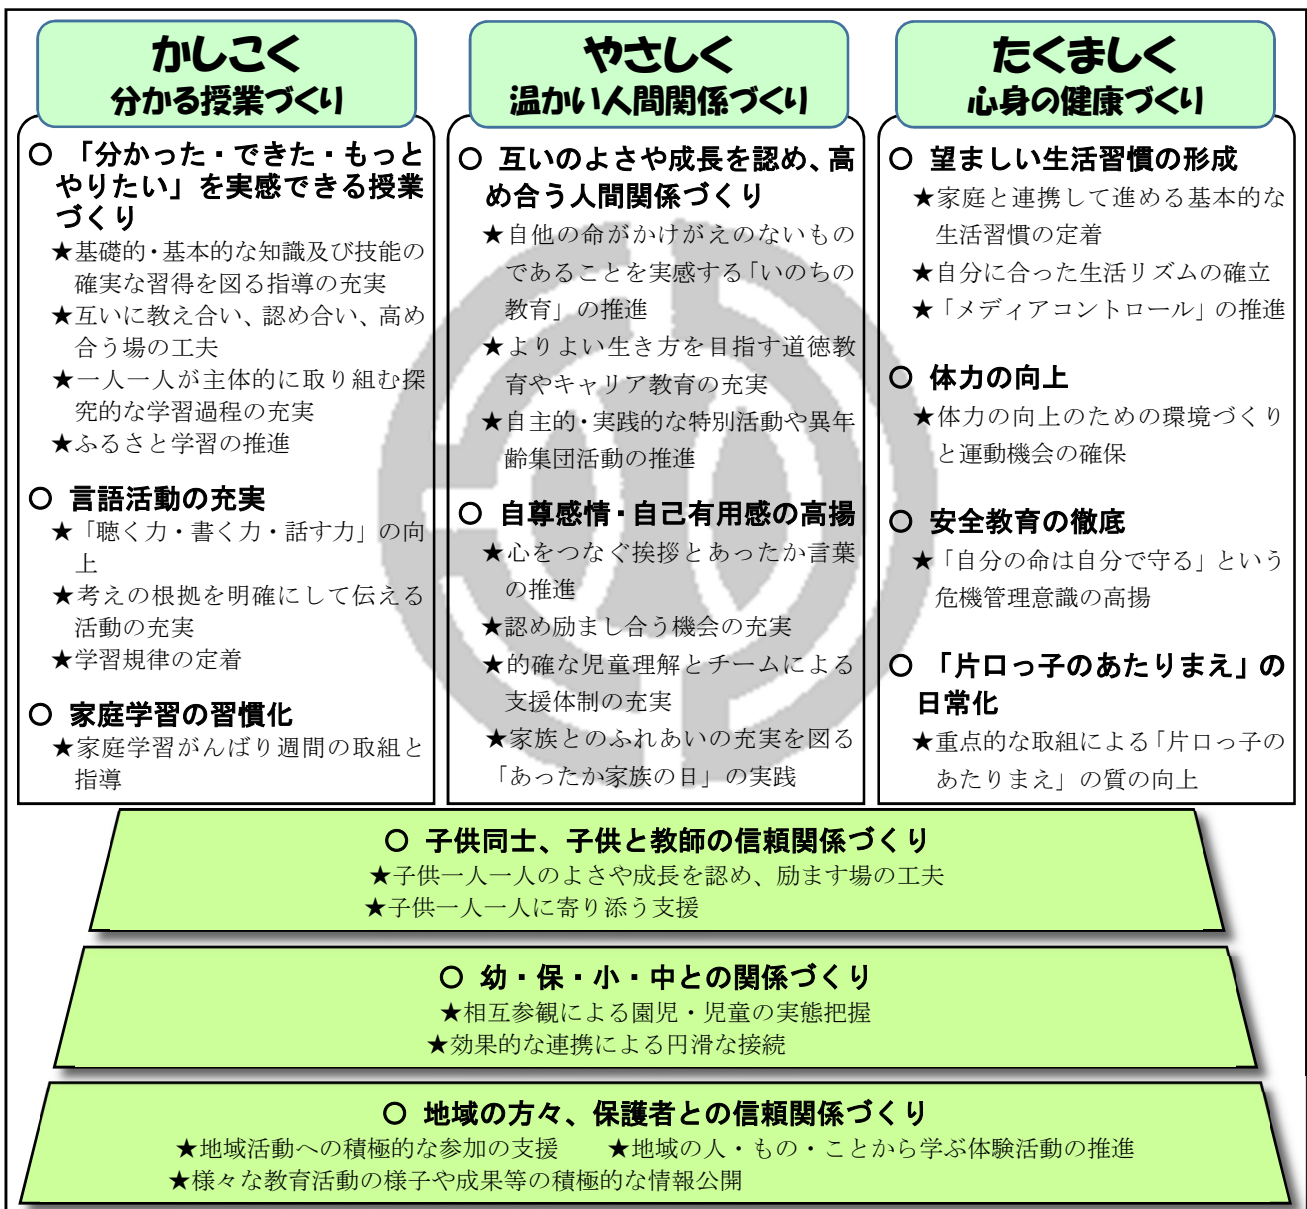 かしこく
分かる授業づくり
○ 「分かった・できた・もっと
やりたい」を実感できる授業
づくり
★基礎的・基本的な知識及び技能の
確実な習得を図る指導の充実
★互いに教え合い、認め合い、高め
合う場の工夫
★一人一人が主体的に取り組む探
究的な学習過程の充実
★ふるさと学習の推進
○ 言語活動の充実
★「聴く力・書く力・話す力」の向
上
★考えの根拠を明確にして伝える
活動の充実
★学習規律の定着
○ 家庭学習の習慣化
★家庭学習がんばり週間の取組と
指導
やさしく
温かい人間関係づくり
○ 互いのよさや成長を認め、高
め合う人間関係づくり
★自他の命がかけがえのないもの
であることを実感する「いのちの
教育」の推進
★よりよい生き方を目指す道徳教
育やキャリア教育の充実
★自主的・実践的な特別活動や異年
齢集団活動の推進
○ 自尊感情・自己有用感の高揚
★心をつなぐ挨拶とあったか言葉
の推進
★認め励まし合う機会の充実
★的確な児童理解とチームによる
支援体制の充実
★家族とのふれあいの充実を図る
「あったか家族の日」の実践
たくましく
心身の健康づくり
○ 望ましい生活習慣の形成
★家庭と連携して進める基本的な
生活習慣の定着
★自分に合った生活リズムの確立
★「メディアコントロール」の推進
○ 体力の向上
★体力の向上のための環境づくり
と運動機会の確保
○ 安全教育の徹底
★「自分の命は自分で守る」という
危機管理意識の高揚
○ 「片口っ子のあたりまえ」の
日常化
★重点的な取組による「片口っ子の
あたりまえ」の質の向上
○ 子供同士、子供と教師の信頼関係づくり
★子供一人一人のよさや成長を認め、励ます場の工夫
★子供一人一人に寄り添う支援
○ 幼・保・小・中との関係づくり
★相互参観による園児・児童の実態把握
★効果的な連携による円滑な接続
○ 地域の方々、保護者との信頼関係づくり
★地域活動への積極的な参加の支援　★地域の人・もの・ことから学ぶ体験活動の推進
★様々な教育活動の様子や成果等の積極的な情報公開